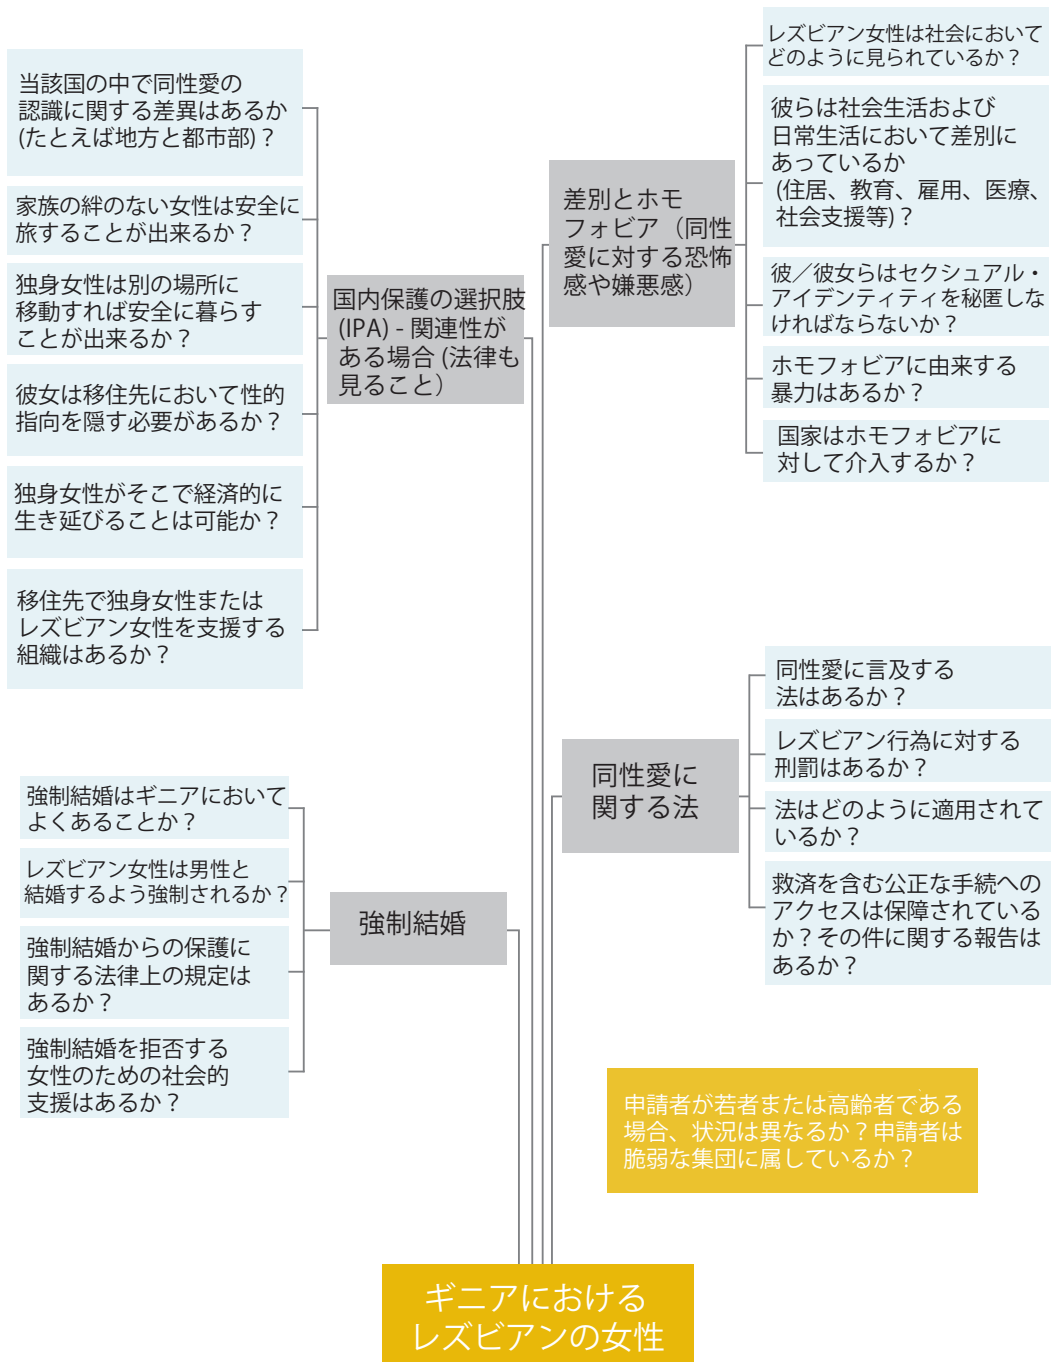 当該国の中で同性愛の
認識に関する差異はあるか
(たとえば地方と都市部)？
家族の絆のない女性は安全に
旅することが出来るか？
独身女性は別の場所に
移動すれば安全に暮らす
ことが出来るか？
彼女は移住先において性的
指向を隠す必要があるか？
独身女性がそこで経済的に
生き延びることは可能か？
移住先で独身女性または
レズビアン女性を支援する
組織はあるか？
国内保護の選択肢
(IPA) - 関連性が
ある場合 (法律も
見ること）
レズビアン女性は社会において
どのように見られているか？
彼らは社会生活および
日常生活において差別に
あっているか
(住居、教育、雇用、医療、
社会支援等)？
彼／彼女らはセクシュアル・
アイデンティティを秘匿しな
ければならないか？
ホモフォビアに由来する
暴力はあるか？
国家はホモフォビアに
対して介入するか？
差別とホモ
フォビア（同性
愛に対する恐怖
感や嫌悪感）
同性愛に言及する
法はあるか？
レズビアン行為に対する
刑罰はあるか？
法はどのように適用されて
いるか？
救済を含む公正な手続への
アクセスは保障されている
か？その件に関する報告は
あるか？
同性愛に
関する法
強制結婚はギニアにおいて
よくあることか？
レズビアン女性は男性と
結婚するよう強制されるか？
強制結婚からの保護に
関する法律上の規定は
あるか？
強制結婚を拒否する
女性のための社会的
支援はあるか？
強制結婚
申請者が若者または高齢者である
場合、状況は異なるか？申請者は
脆弱な集団に属しているか？
ギニアにおける
レズビアンの女性